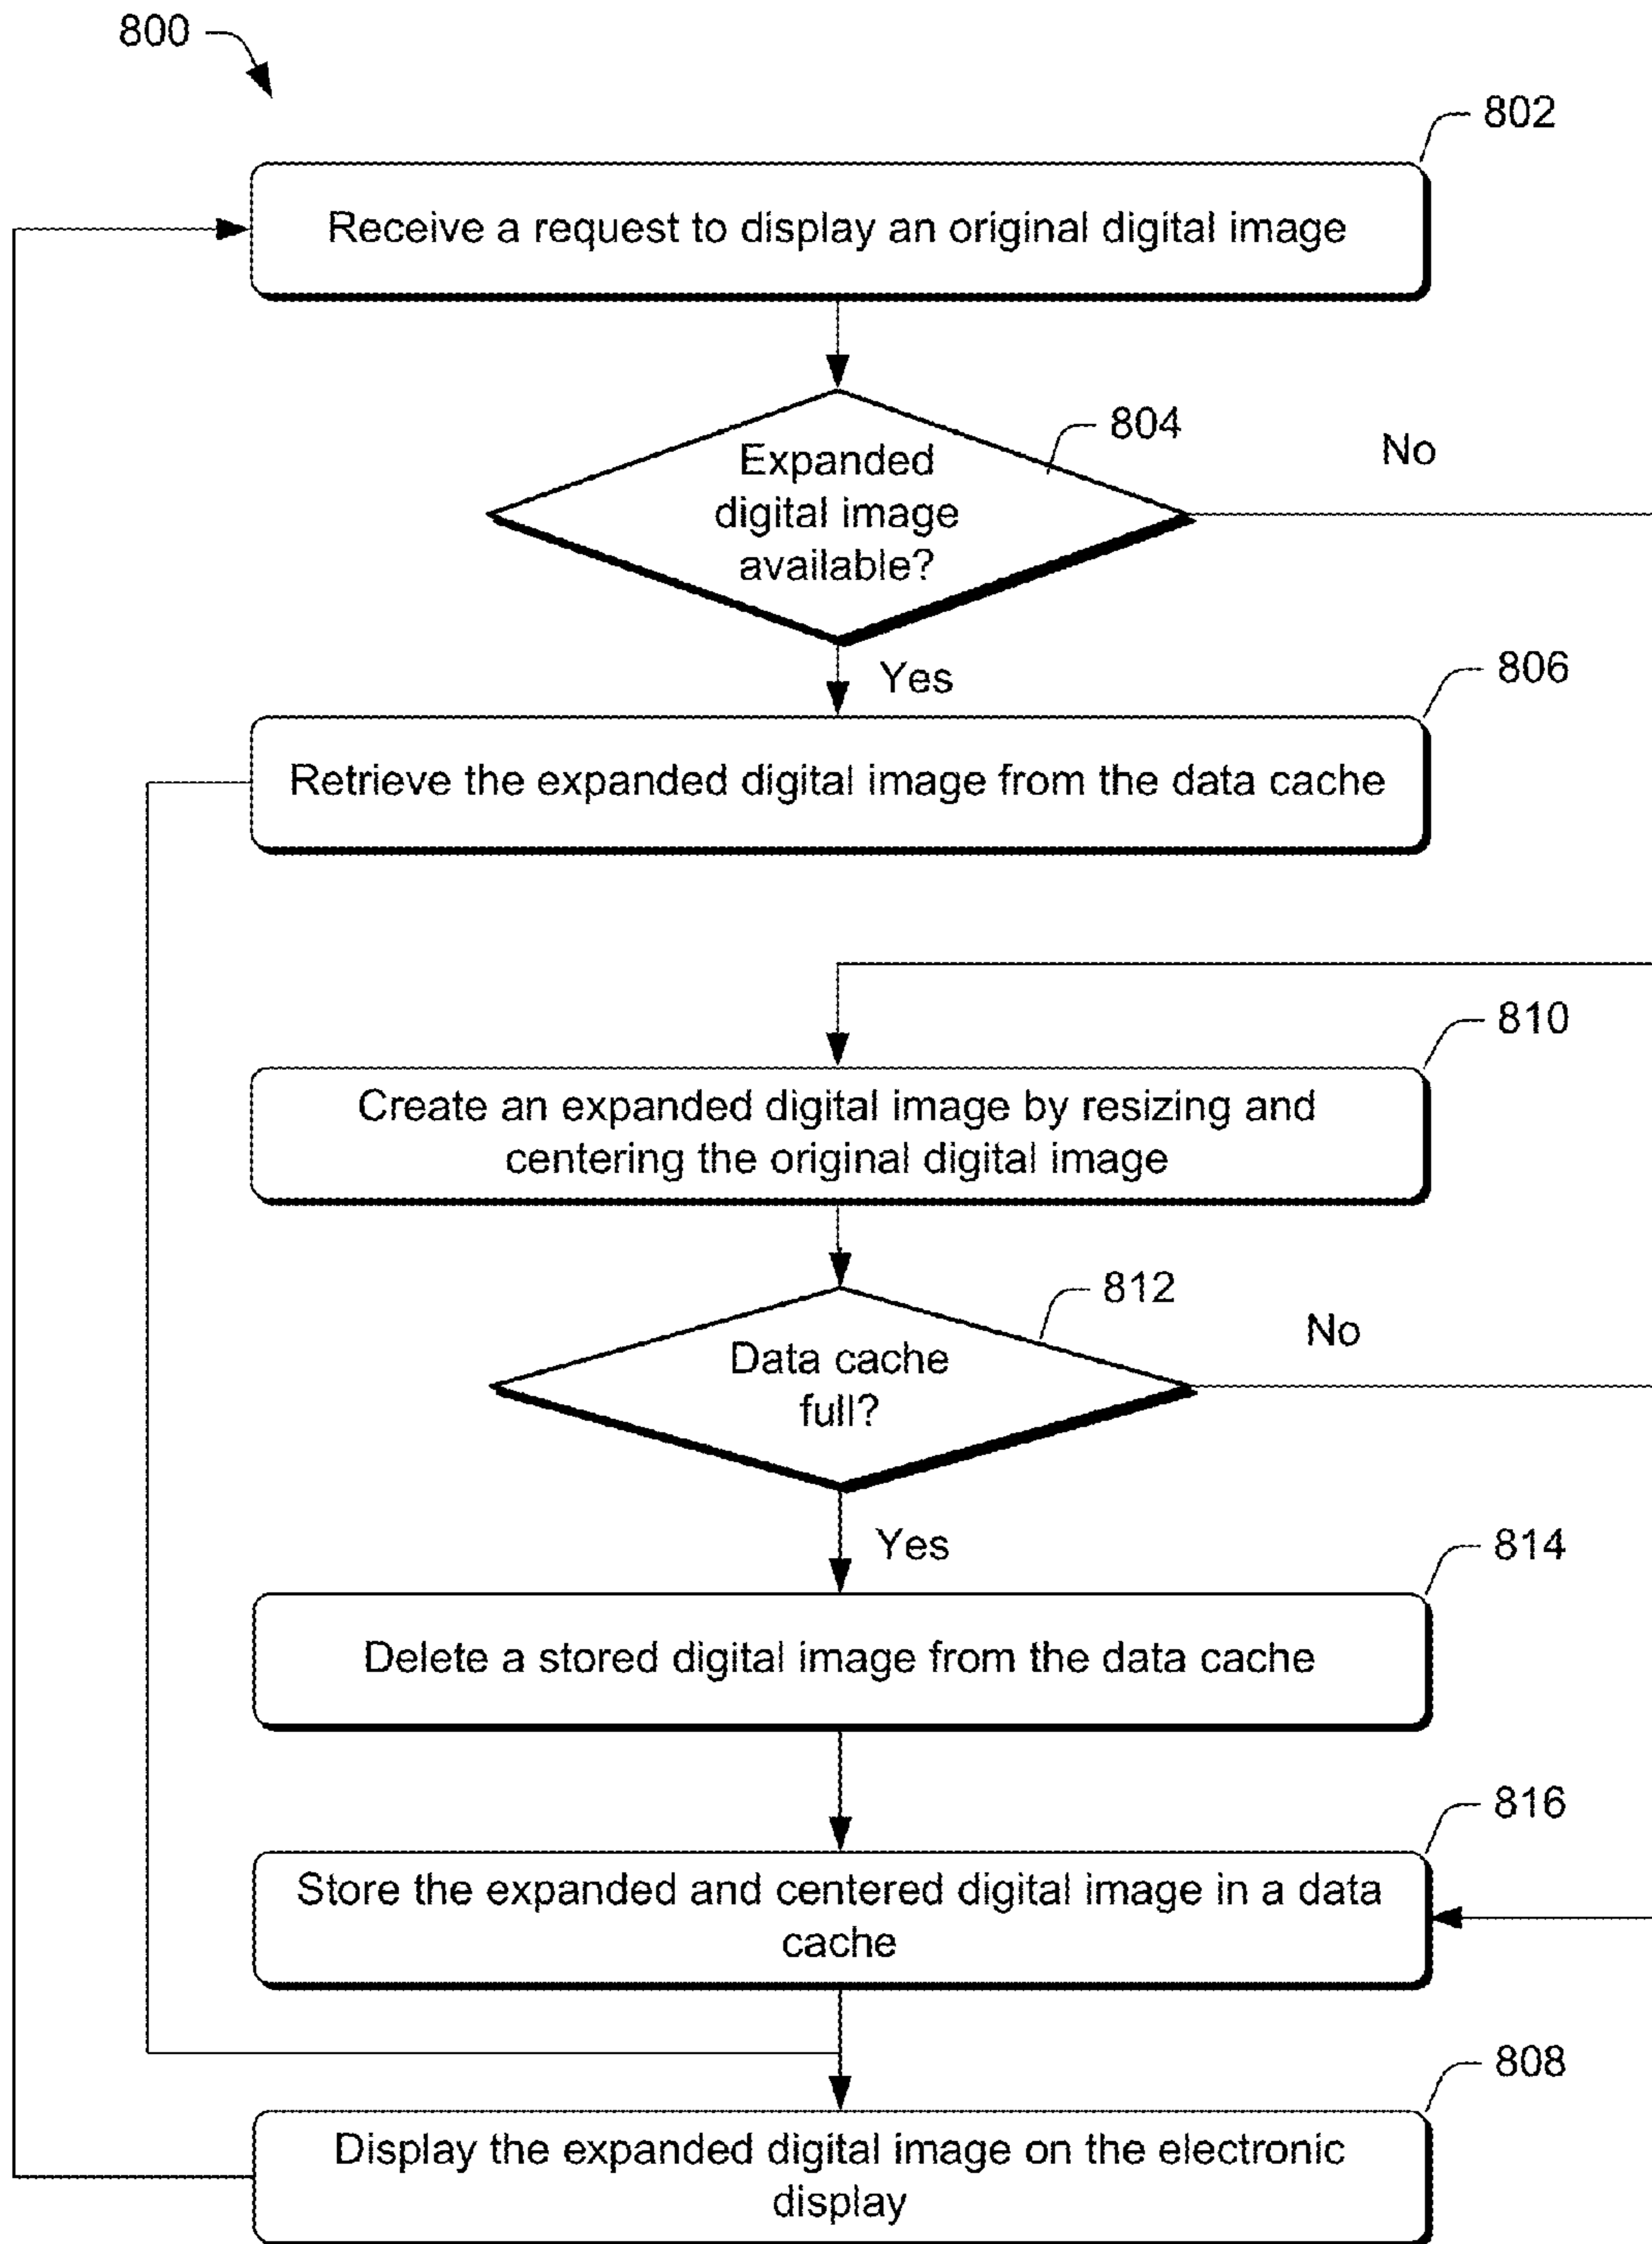 800
802
Receive a request to display an original digital image
804
No
Expanded
digital image
available?
Yes
806
Retrieve the expanded digital image from the data cache
810
Create an expanded digital image by resizing and
centering the original digital image
812
No
Data cache
full?
Yes
814
Delete a stored digital image from the data cache
816
Store the expanded and centered digital image in a data
cache
808
Display the expanded digital image on the electronic
display